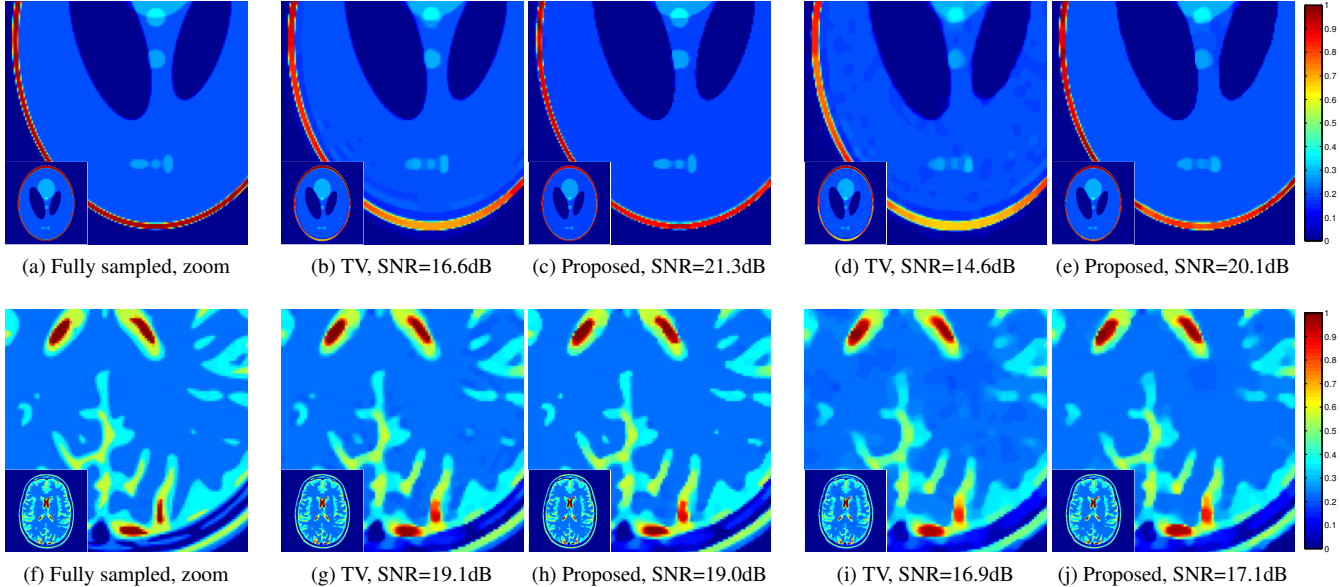 1
0.9
0.8
0.7
0.6
0.5
0.4
0.3
0.2
0.1
0
(a) Fully sampled, zoom
(b) TV, SNR=16.6dB
(c) Proposed, SNR=21.3dB
(d) TV, SNR=14.6dB
(e) Proposed, SNR=20.1dB
1
0.9
0.8
0.7
0.6
0.5
0.4
0.3
0.2
0.1
0
(f) Fully sampled, zoom
(g) TV, SNR=19.1dB
(h) Proposed, SNR=19.0dB
(i) TV, SNR=16.9dB
(j) Proposed, SNR=17.1dB